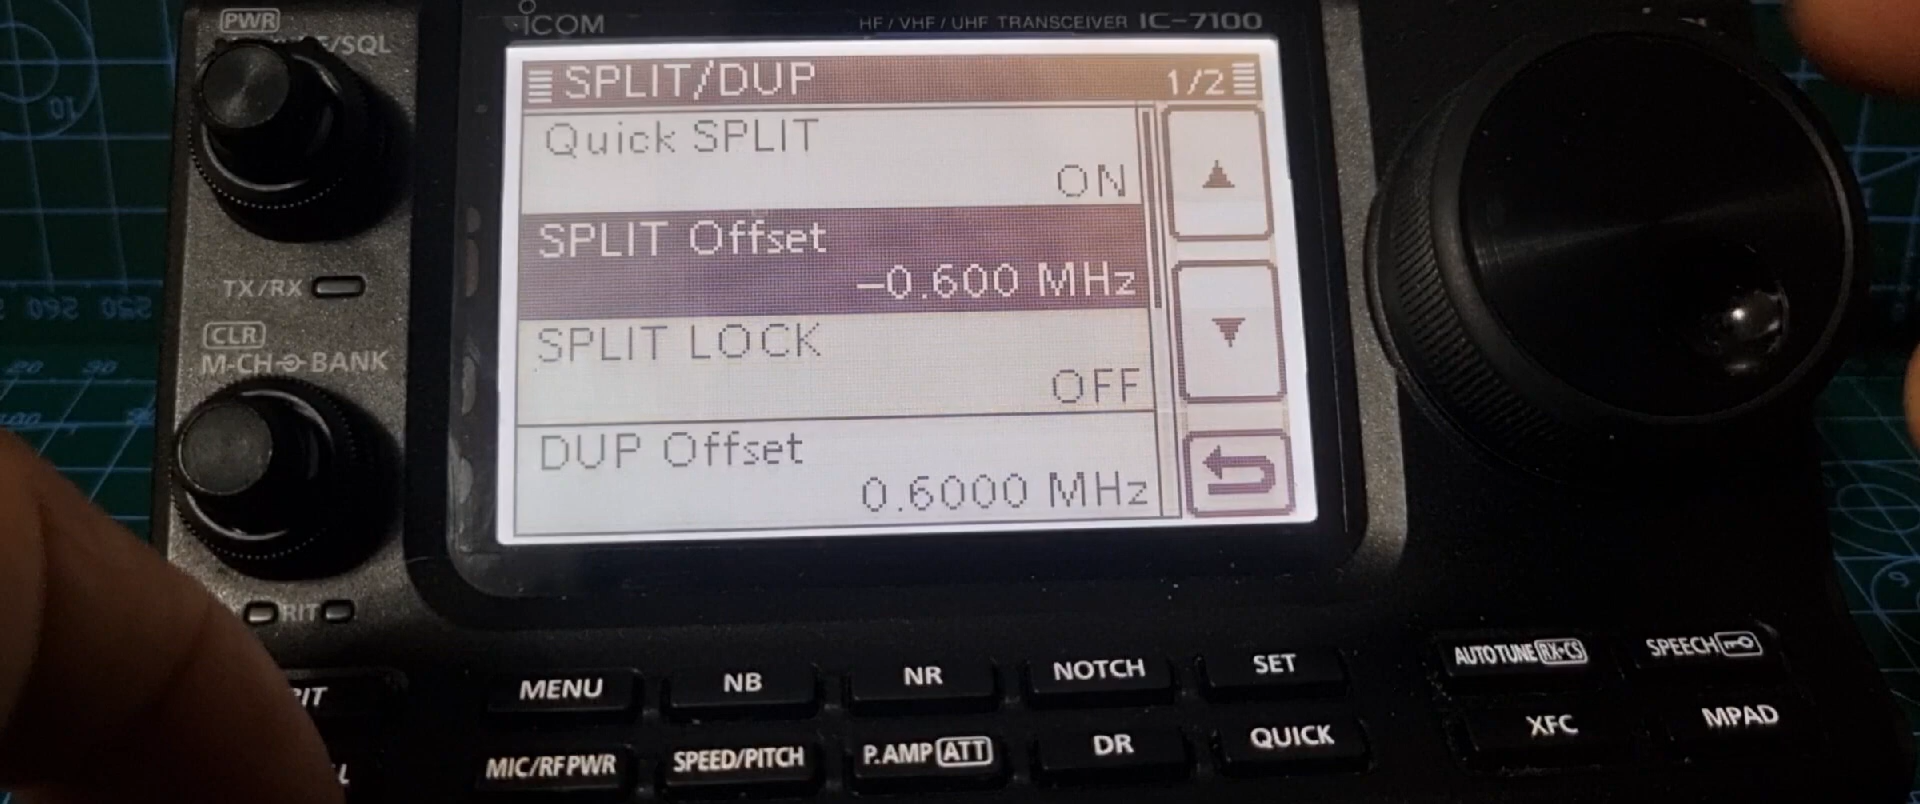 PWR
ICOM
HF/VHF/UHF TRANSCEIVER IC-7100
/SQL
SPLIT/DUP 1/2
Quick SPLIT
ON
SPLIT Offset
-0.600 MHz
SPLIT LOCK
OFF
DUP Offset
0.6000 MHz
TX/RX
CLR
M-CH BANK
RIT
MENU
NB
NR
NOTCH
SET
AUTOTUNE RX→CS
SPEECH
MIC/RF PWR
SPEED/PITCH
P.AMP ATT
DR
QUICK
XFC
MPAD
10